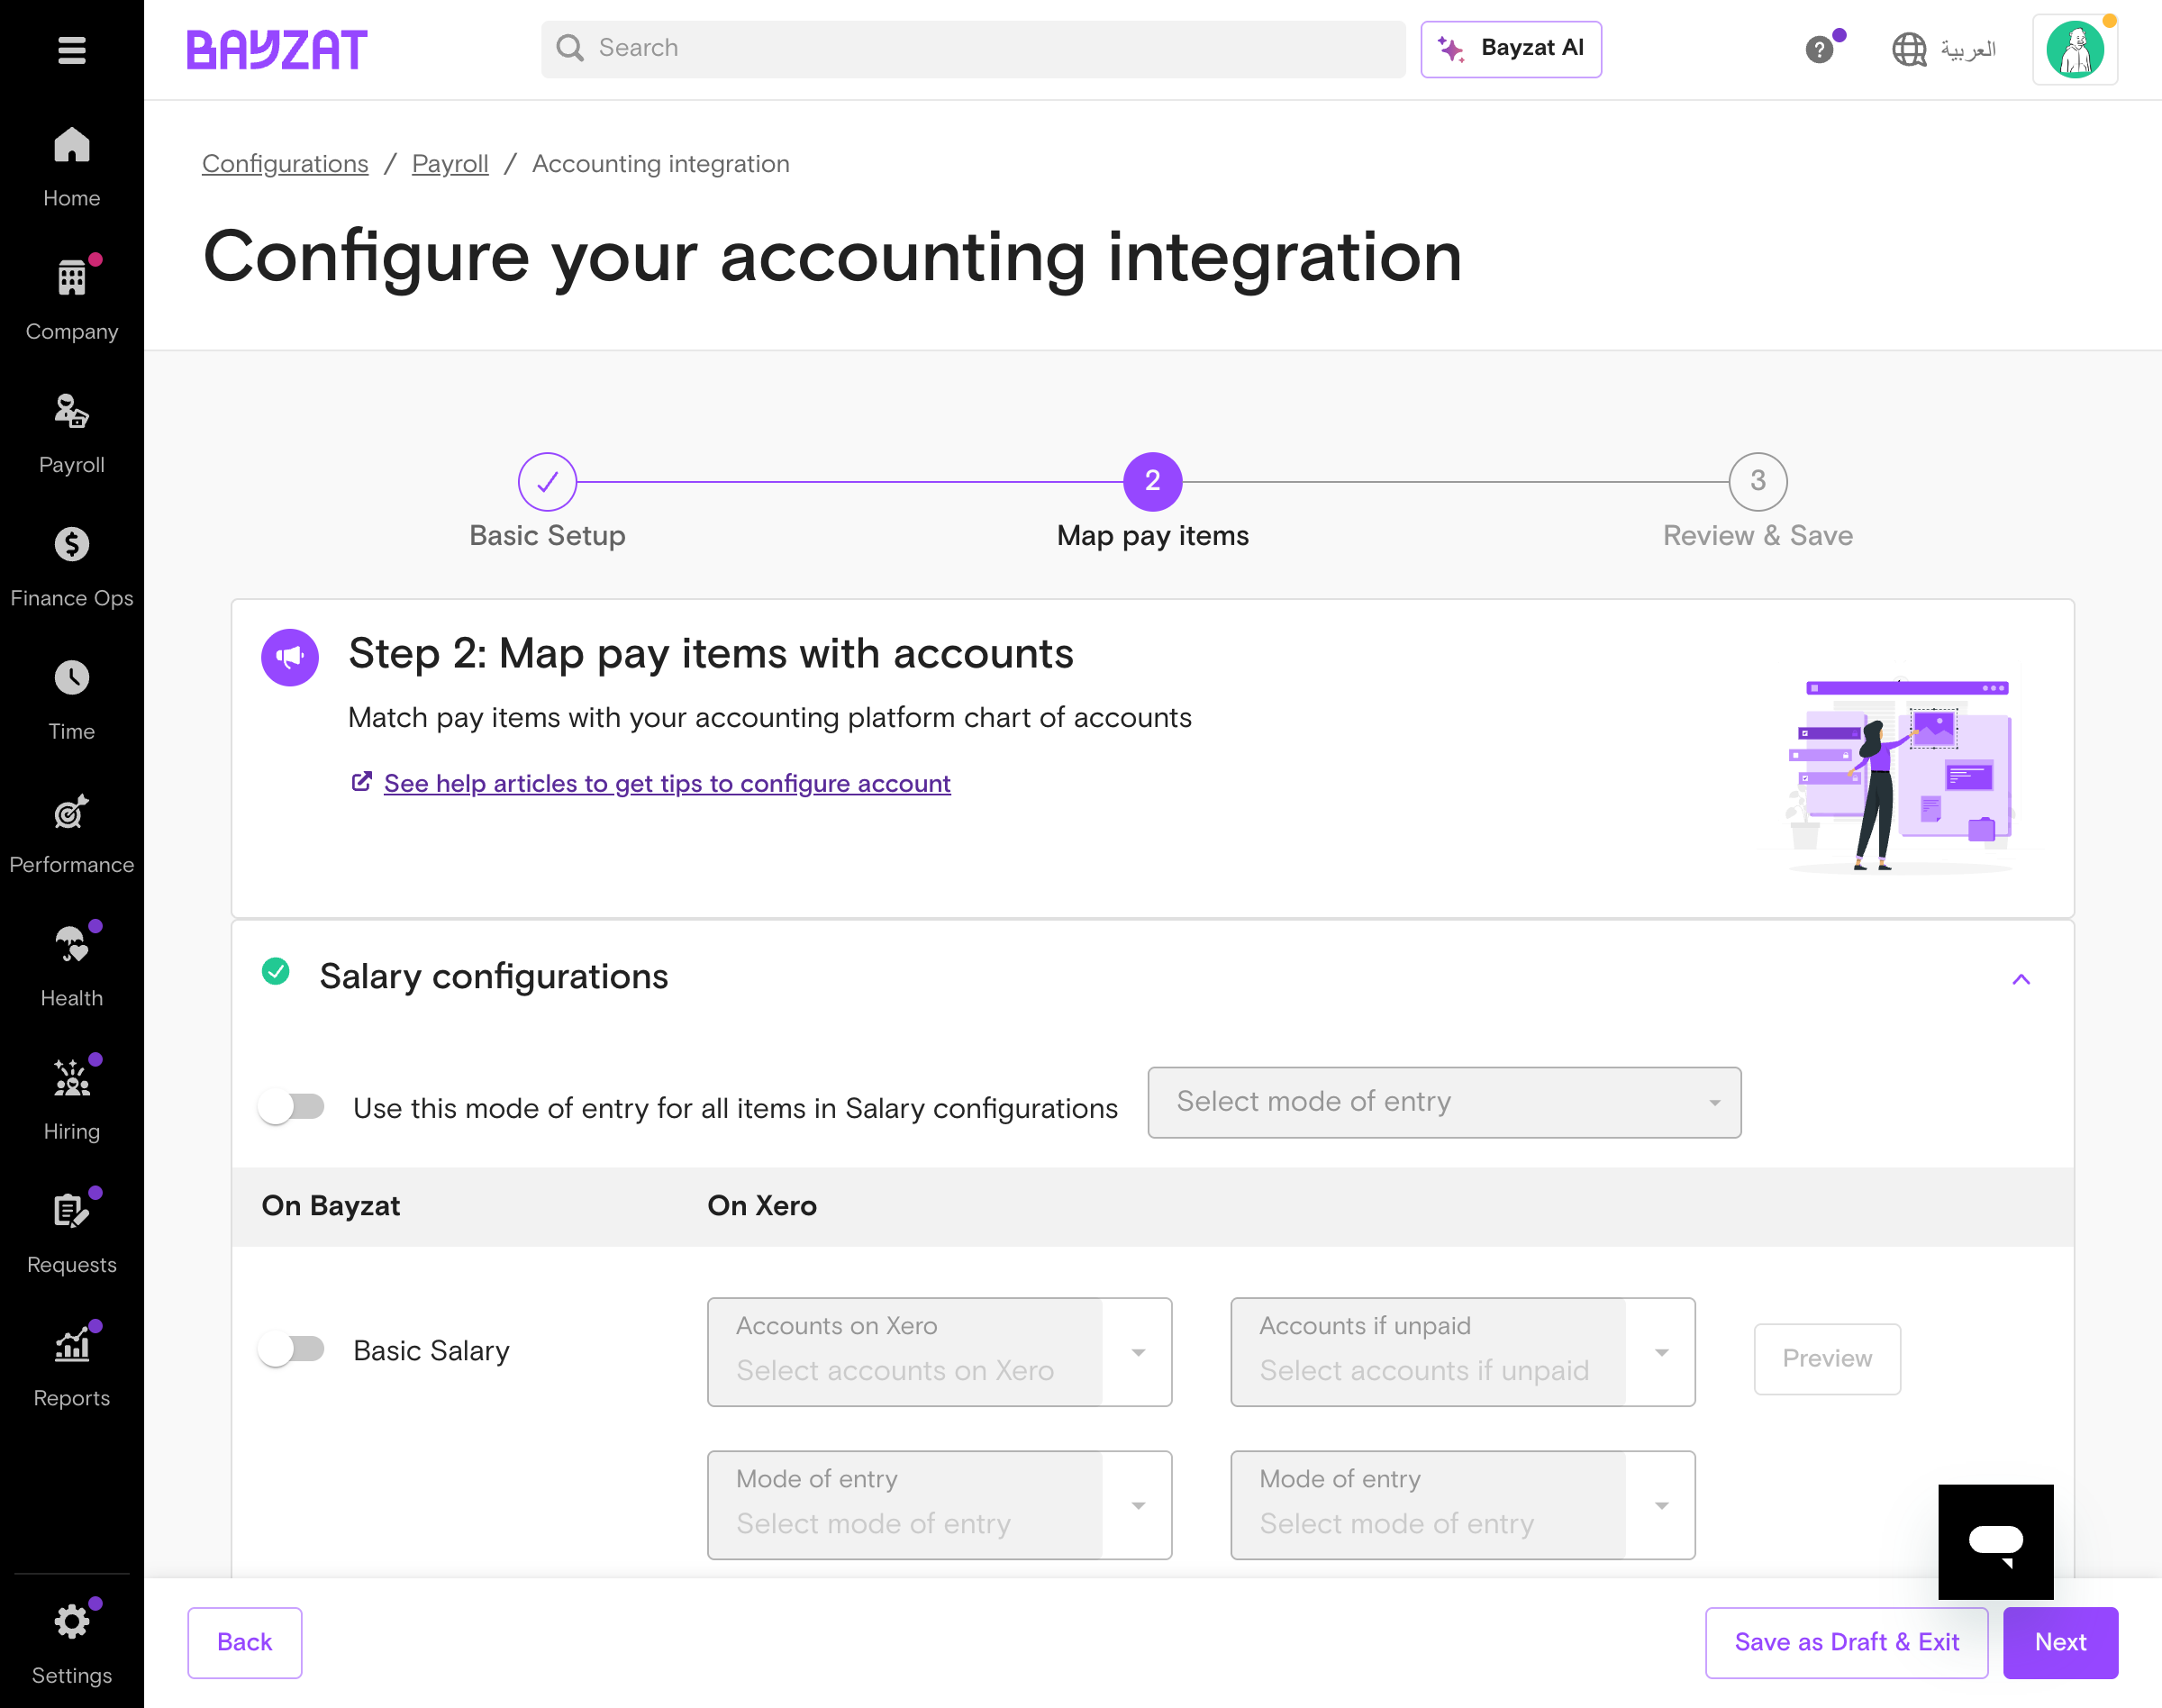 BAYZAT
Search
Bayzat AI
?
العربية
Home
Company
Payroll
Finance Ops
Time
Performance
Health
Hiring
Requests
Reports
Settings
Configurations / Payroll / Accounting integration
Configure your accounting integration
2
3
Basic Setup
Map pay items
Review & Save
Step 2: Map pay items with accounts
Match pay items with your accounting platform chart of accounts
See help articles to get tips to configure account
Salary configurations
Use this mode of entry for all items in Salary configurations
Select mode of entry
On Bayzat
On Xero
Basic Salary
Accounts on Xero
Select accounts on Xero
Accounts if unpaid
Select accounts if unpaid
Preview
Mode of entry
Select mode of entry
Mode of entry
Select mode of entry
Back
Save as Draft & Exit
Next